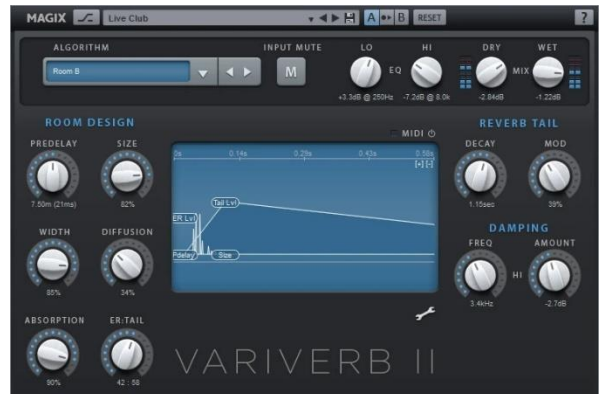 MAGIX Live Club A B RESET ?
ALGORITHM INPUT MUTE LO HI DRY WET
Room B M EQ MIX
+3.3dB @ 250Hz -7.2dB @ 8.0k -2.84dB -1.22dB
ROOM DESIGN REVERB TAIL
MIDI
PREDELAY SIZE DECAY MOD
0s 0.14s 0.29s 0.43s 0.58s
[+] [-]
7.50m (21ms) 82% 1.15sec 39%
Tail Lvl
ER Lvl
WIDTH DIFFUSION DAMPING
FREQ AMOUNT
Pdelay Size HI
85% 34% 3.4kHz -2.7dB
ABSORPTION ER:TAIL
VARIVERB II
90% 42 : 58